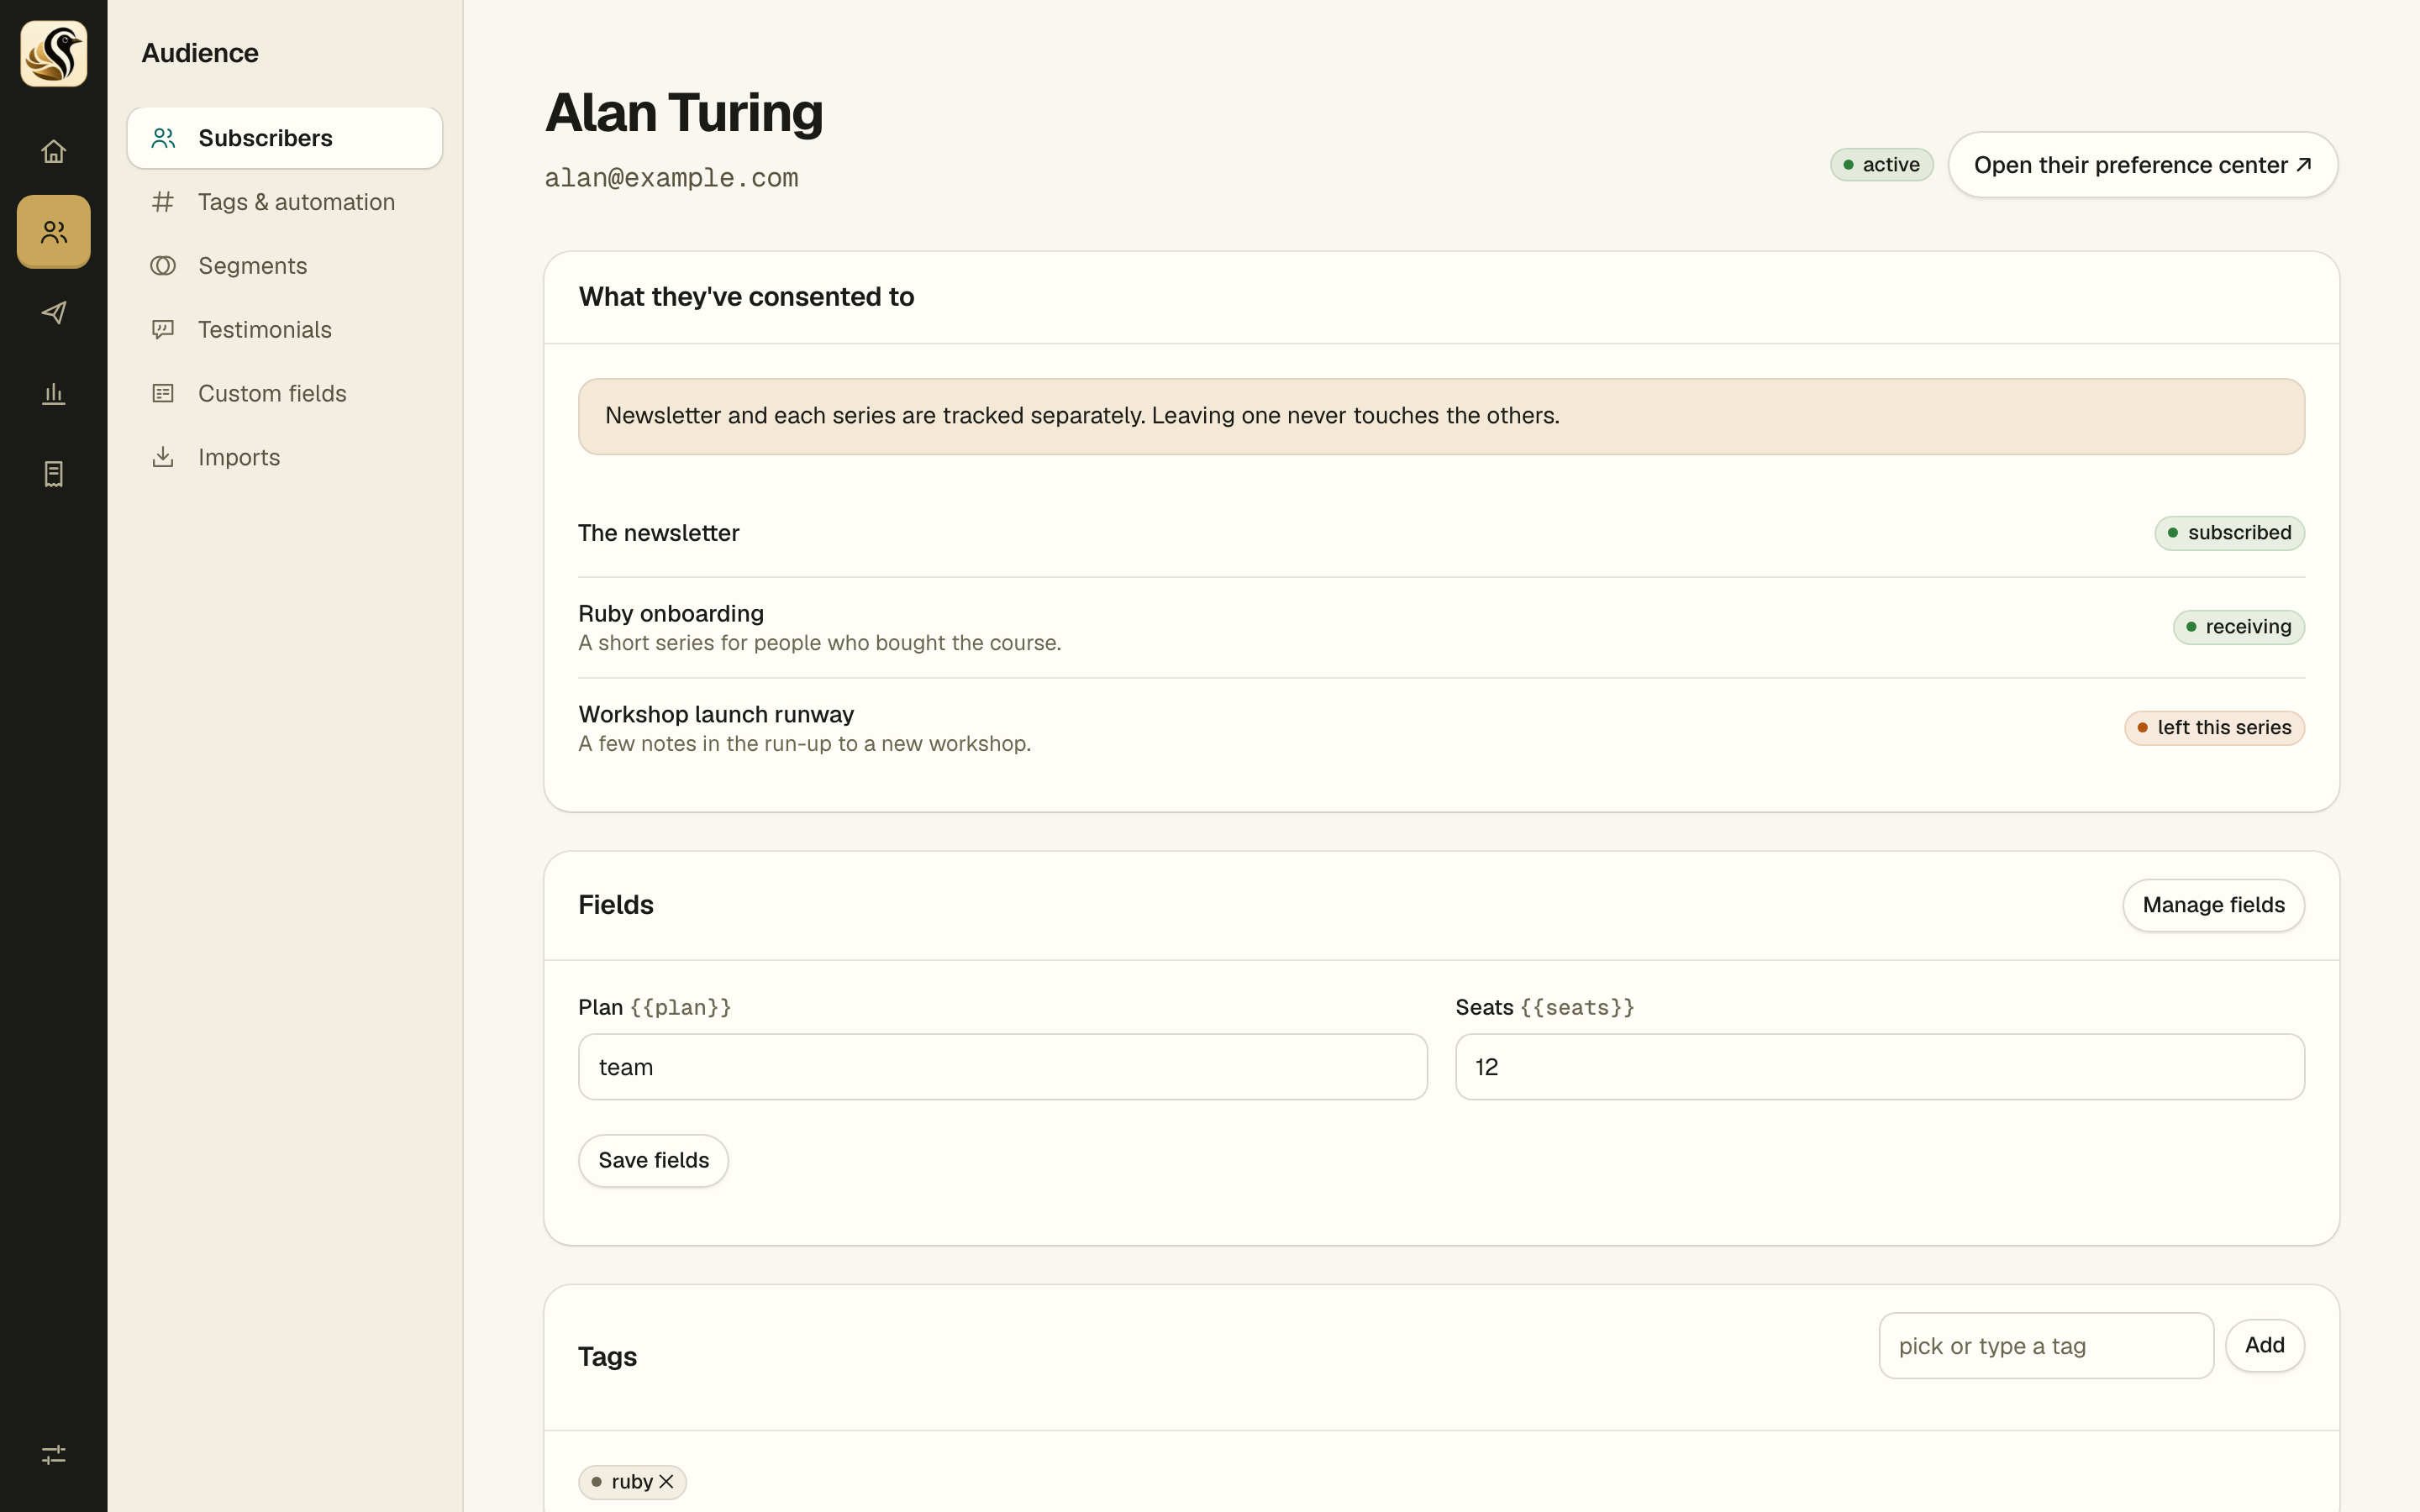 Audience
Subscribers
Tags & automation
Segments
Testimonials
Custom fields
Imports
Alan Turing
alan@example.com
active
Open their preference center
What they've consented to
Newsletter and each series are tracked separately. Leaving one never touches the others.
The newsletter
subscribed
Ruby onboarding
A short series for people who bought the course.
receiving
Workshop launch runway
A few notes in the run-up to a new workshop.
left this series
Fields
Manage fields
Plan {{plan}}
team
Seats {{seats}}
12
Save fields
Tags
pick or type a tag
Add
ruby